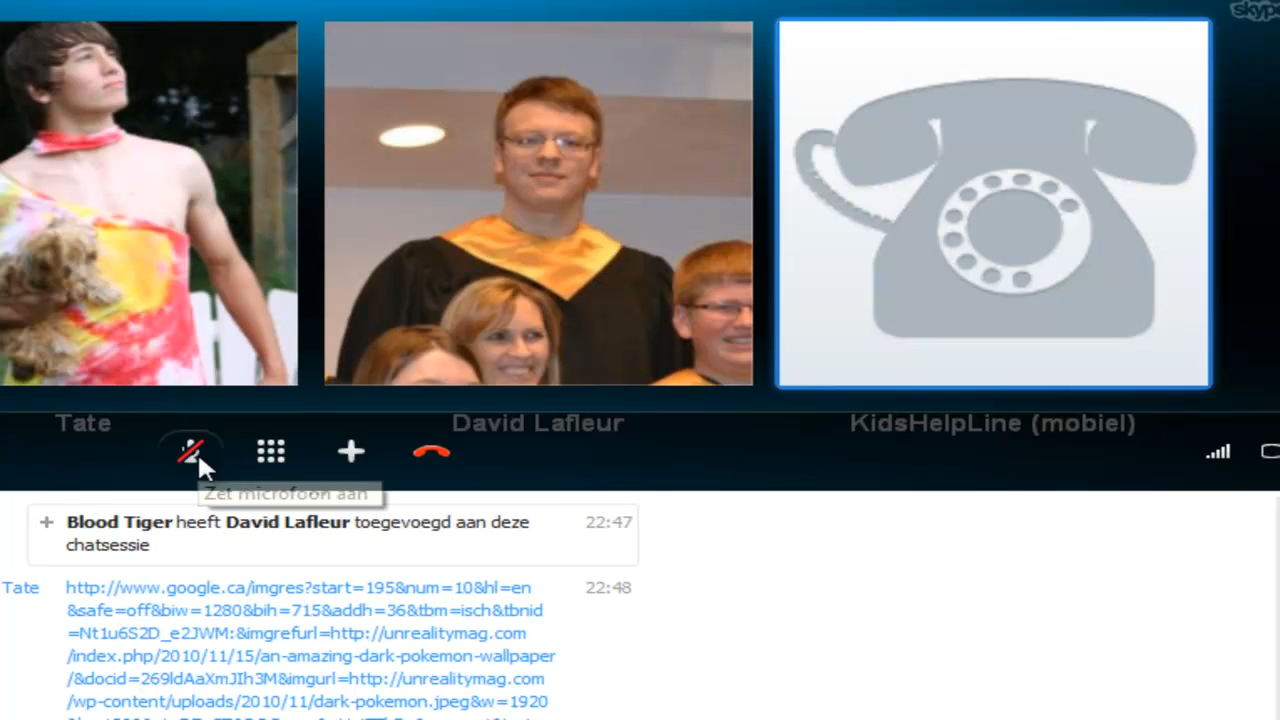 skype
Tate
David Lafleur
KidsHelpLine (mobiel)
Zet microfoon aan
Blood Tiger heeft David Lafleur toegevoegd aan deze
chatsessie
22:47
Tate
http://www.google.ca/imgres?start=195&num=10&hl=en
&safe=off&biw=1280&bih=715&addh=36&tbm=isch&tbnid
=Nt1u6S2D_e2JWM:&imgrefurl=http://unrealitymag.com
/index.php/2010/11/15/an-amazing-dark-pokemon-wallpaper
/&docid=269ldAaXmJIh3M&imgurl=http://unrealitymag.com
/wp-content/uploads/2010/11/dark-pokemon.jpeg&w=1920
22:48